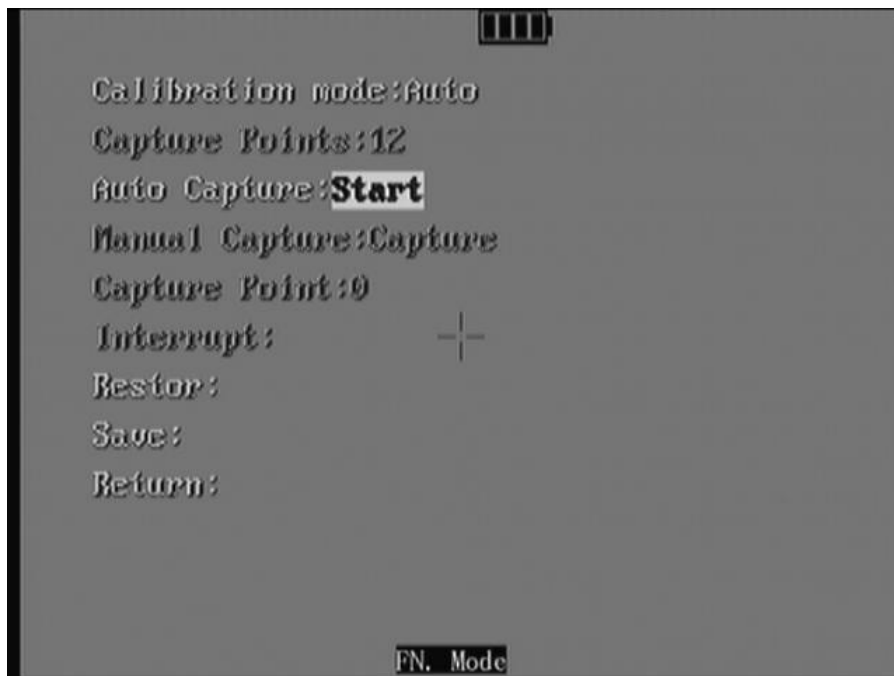 Calibration mode:Auto
Capture Points:12
Auto Capture:Start
Manual Capture:Capture
Capture Point:0
Interrupt:
Restor:
Save:
Return:
FN. Mode